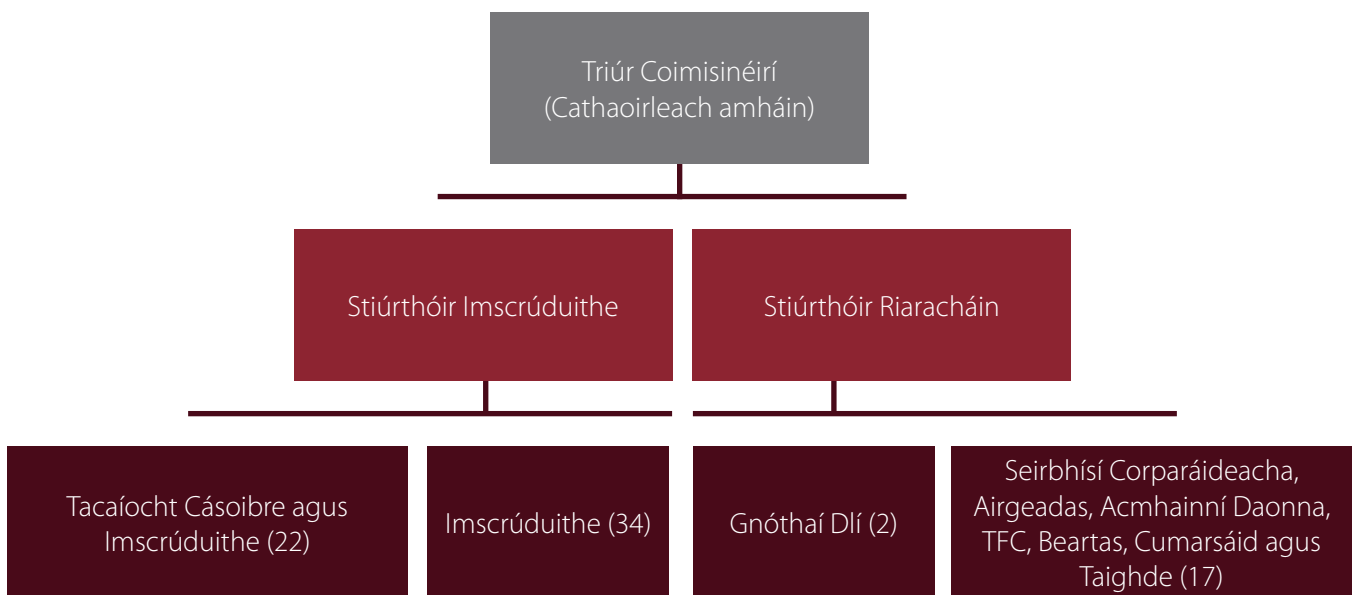 Triúr Coimisinéirí
(Cathaoirleach amháin)
Stiúrthóir Imscrúduithe
Stiúrthóir Riaracháin
Tacaíocht Cásoibre agus
Imscrúduithe (22)
Imscrúduithe (34)
Gnóthaí Dlí (2)
Seirbhísí Corparáideacha,
Airgeadas, Acmhainní Daonna,
TFC, Beartas, Cumarsáid agus
Taighde (17)